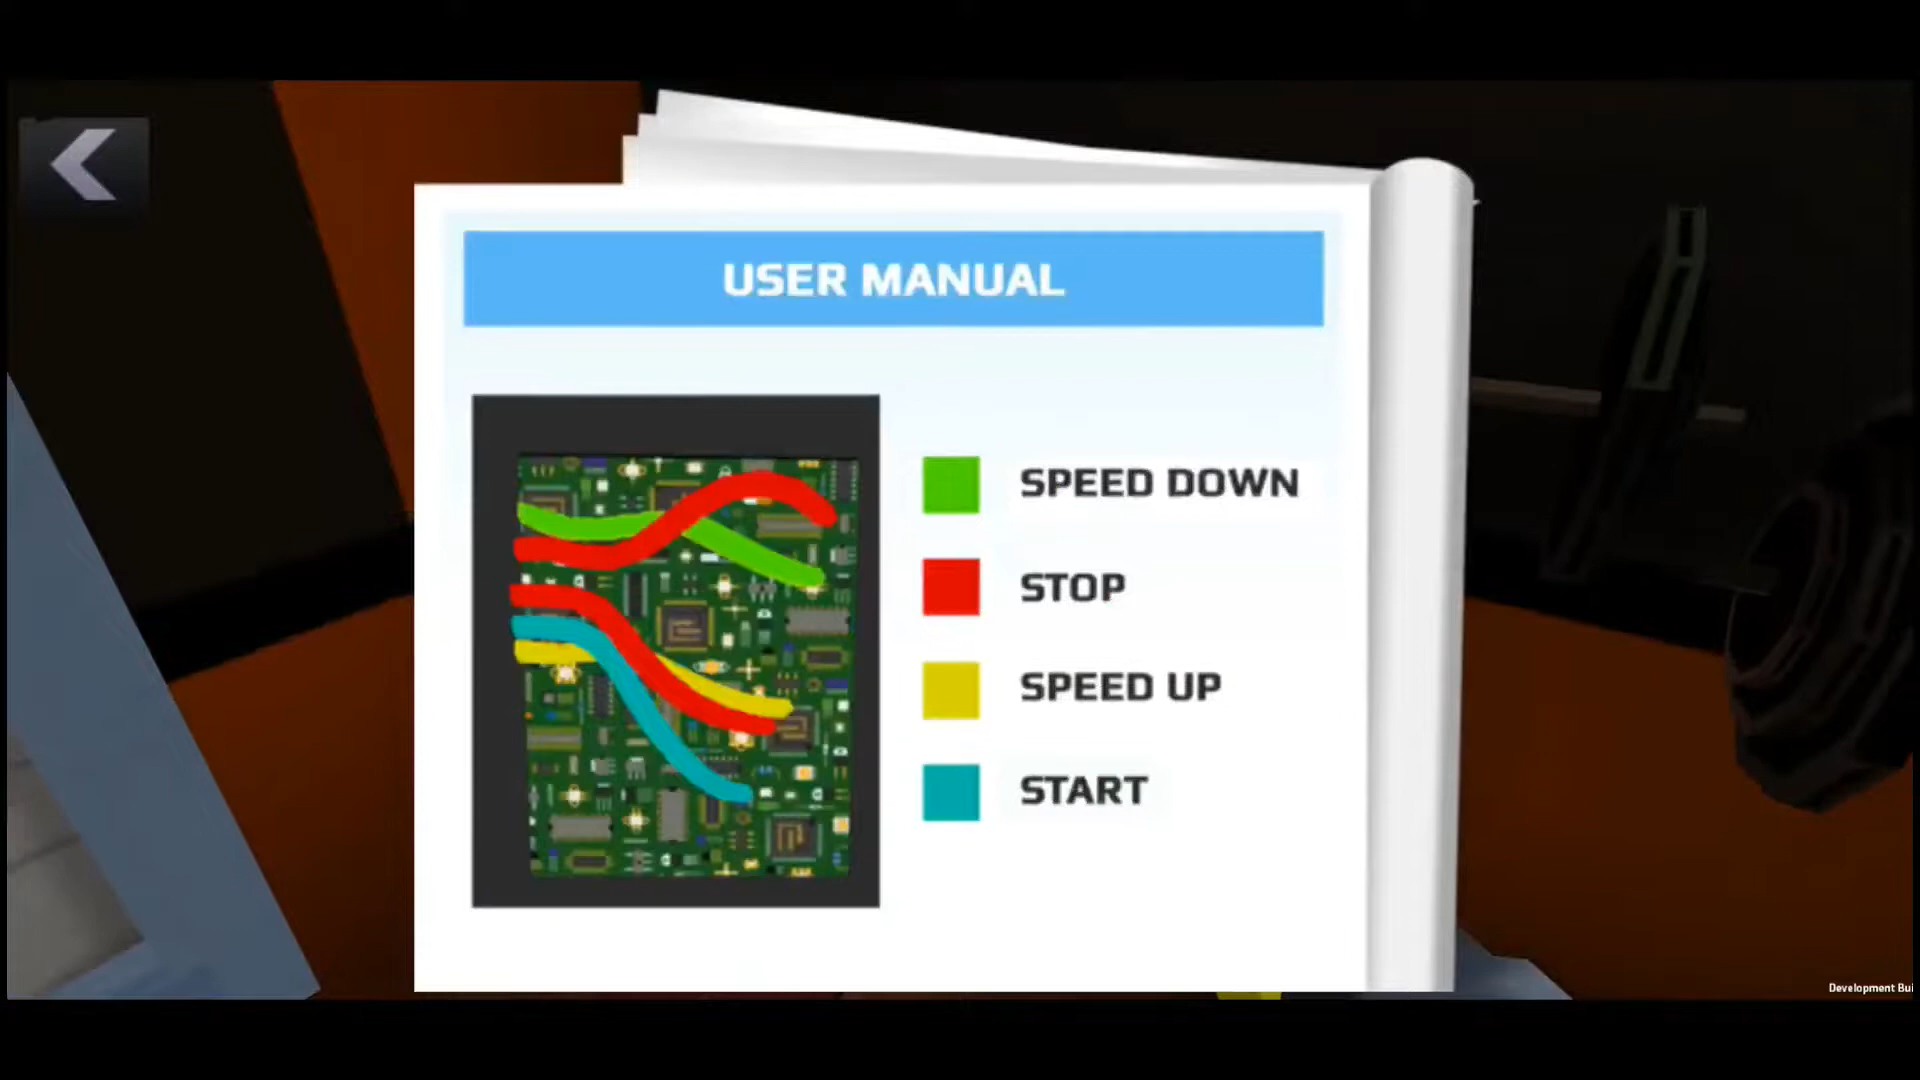 USER MANUAL
SPEED DOWN
STOP
SPEED UP
START
Development Bui